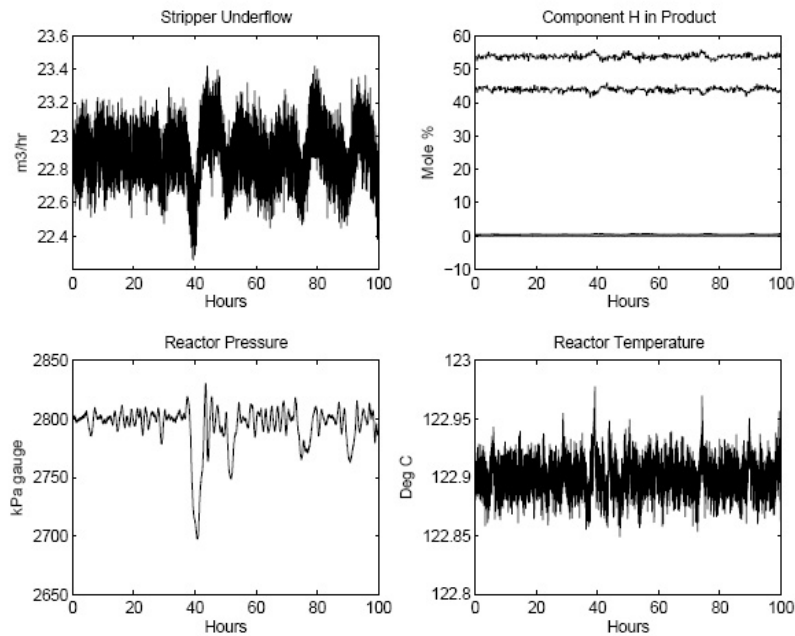 Stripper Underflow
23.6
23.4
23.2
23
22.8
22.6
22.4
m3/hr
0 20 40 60 80 100
Hours
Component H in Product
60
50
40
30
20
10
0
−10
Mole %
0 20 40 60 80 100
Hours
Reactor Pressure
2850
2800
2750
2700
2650
kPa gauge
0 20 40 60 80 100
Hours
Reactor Temperature
123
122.95
122.9
122.85
122.8
Deg C
0 20 40 60 80 100
Hours